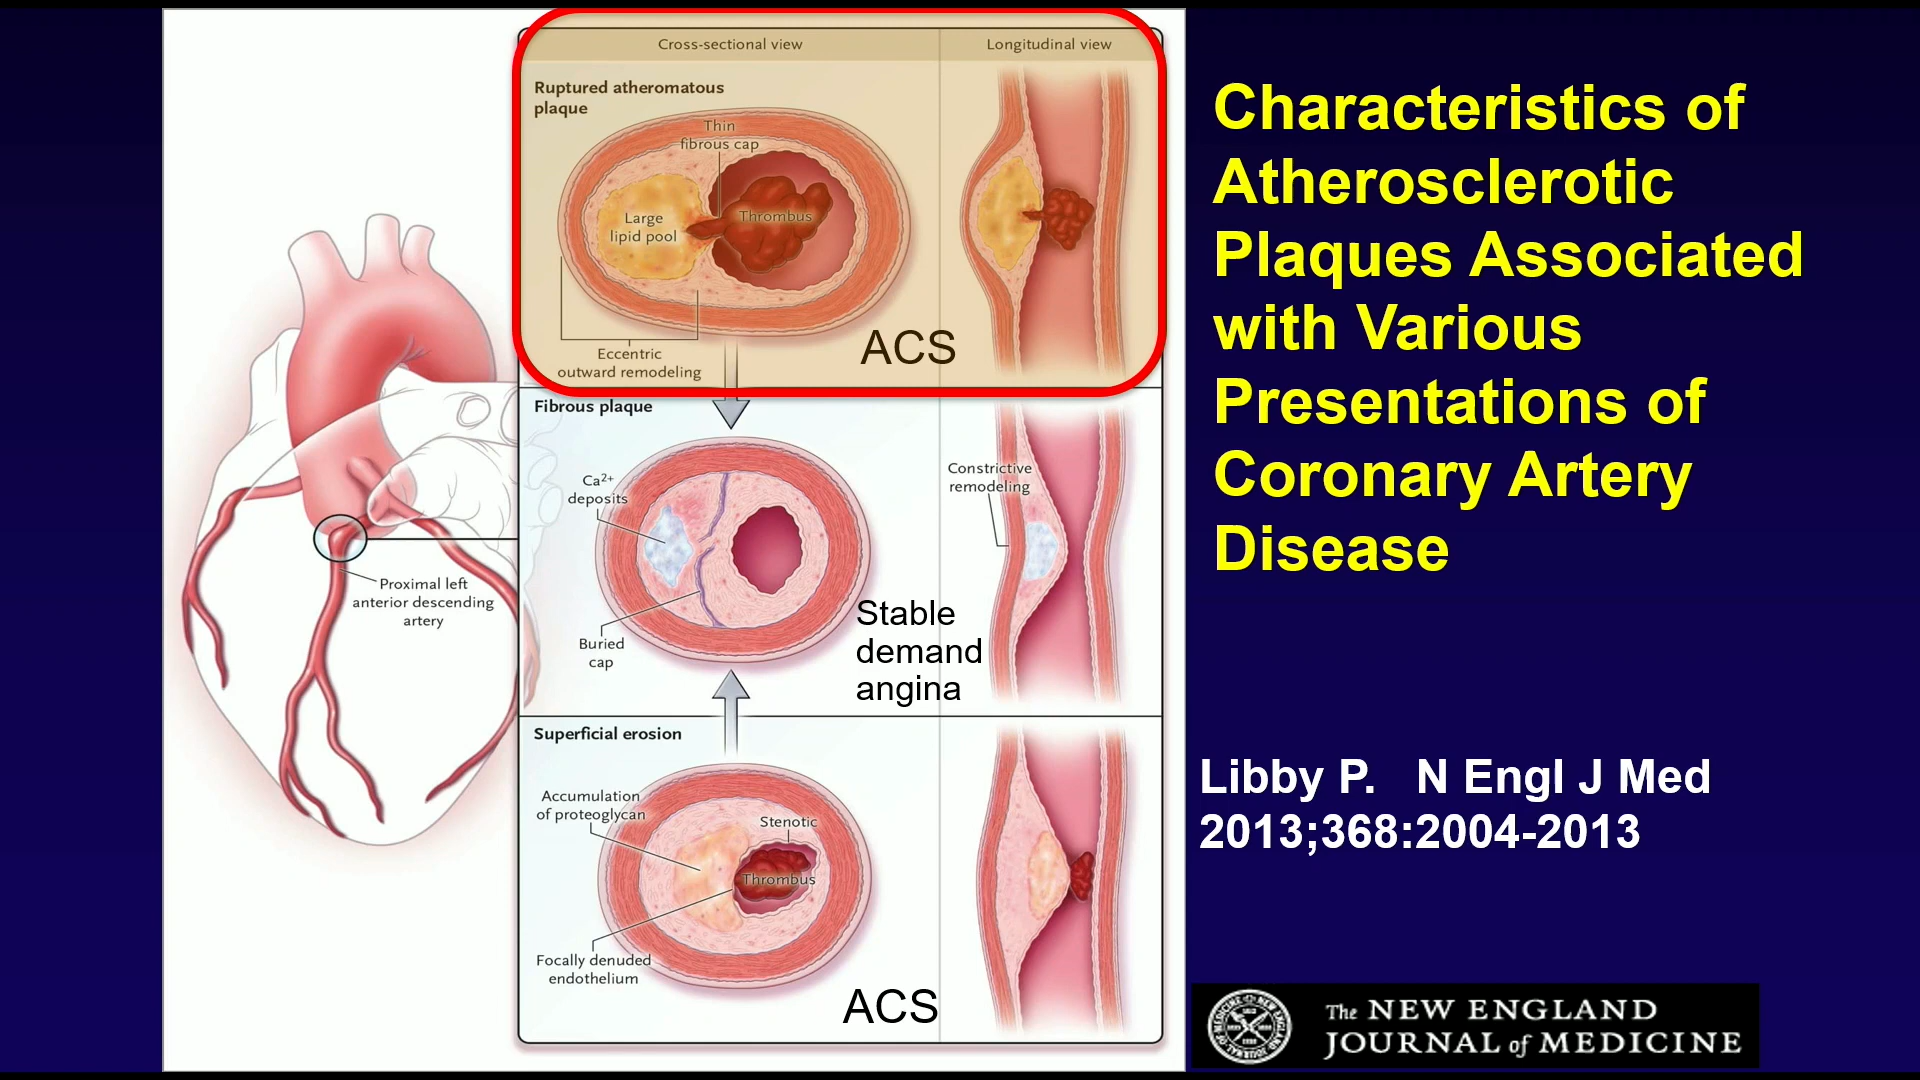 Cross-sectional view
Longitudinal view
Ruptured atheromatous
plaque
Thin
fibrous cap
Large
lipid pool
Thrombus
Eccentric
outward remodeling
ACS
Fibrous plaque
Ca²⁺
deposits
Buried
cap
Constrictive
remodeling
Stable
demand
angina
Proximal left
anterior descending
artery
Superficial erosion
Accumulation
of proteoglycan
Stenotic
Thrombus
Focally denuded
endothelium
ACS
Characteristics of
Atherosclerotic
Plaques Associated
with Various
Presentations of
Coronary Artery
Disease
Libby P. N Engl J Med
2013;368:2004-2013
The NEW ENGLAND
JOURNAL of MEDICINE